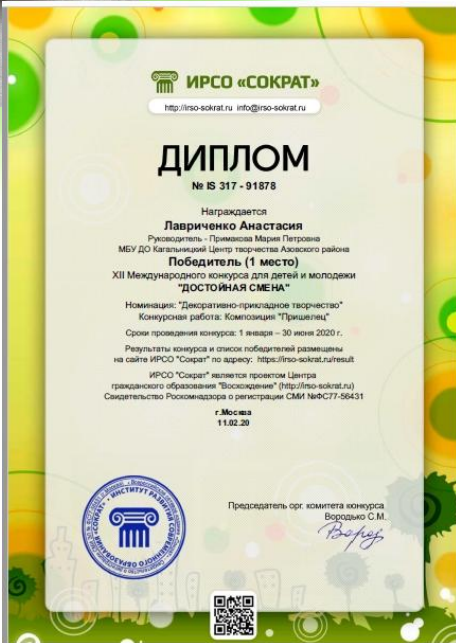 ИРСО «СОКРАТ»
http://irso-sokrat.ru info@irso-sokrat.ru
ДИПЛОМ
№ IS 317 - 91878
Награждается
Лавриченко Анастасия
Руководитель - Примакова Мария Петровна
МБУ ДО Кагальницкий Центр творчества Азовского района
Победитель (1 место)
XII Международного конкурса для детей и молодежи
"ДОСТОЙНАЯ СМЕНА"
Номинация: "Декоративно-прикладное творчество"
Конкурсная работа: Композиция "Пришелец"
Сроки проведения конкурса: 1 января – 30 июня 2020 г.
Результаты конкурса и список победителей размещены
на сайте ИРСО "Сократ" по адресу: https://irso-sokrat.ru/result
ИРСО "Сократ" является проектом Центра
гражданского образования "Восхождение" (http://irso-sokrat.ru)
Свидетельство Роскомнадзора о регистрации СМИ №ФС77-56431
г.Москва
11.02.20
Председатель орг. комитета конкурса
Вородько С.М.
ИНСТИТУТ РАЗВИТИЯ СОВРЕМЕННОГО ОБРАЗОВАНИЯ «СОКРАТ»